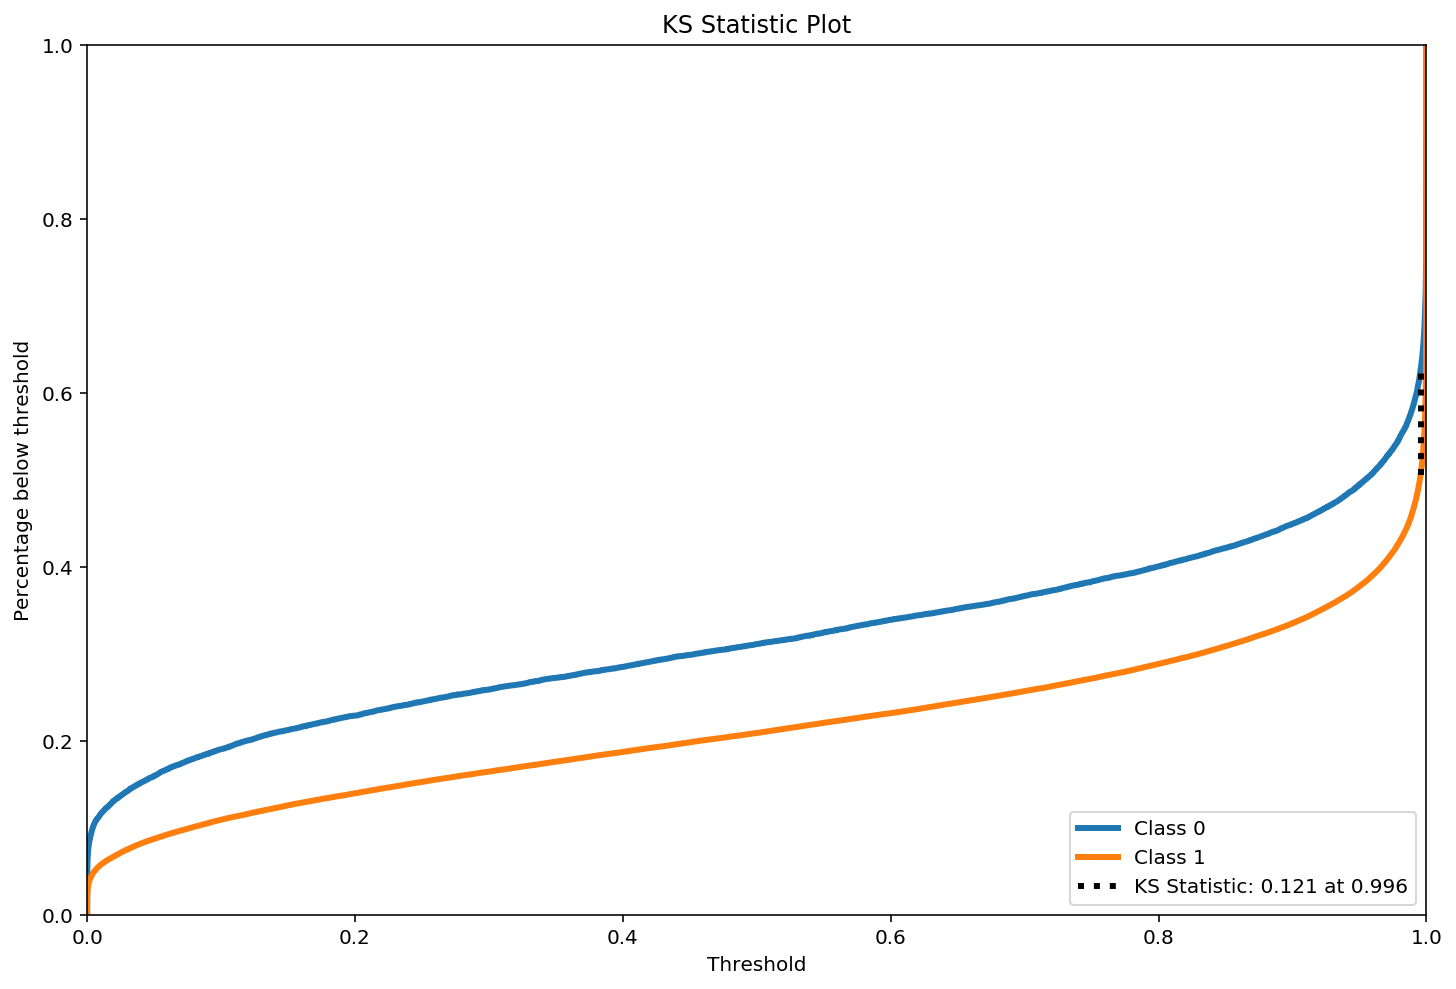 KS Statistic Plot
1.0
0.8
0.6
0.4
0.2
0.0
Percentage below threshold
Class 0
Class 1
KS Statistic: 0.121 at 0.996
0.0 0.2 0.4 0.6 0.8 1.0
Threshold